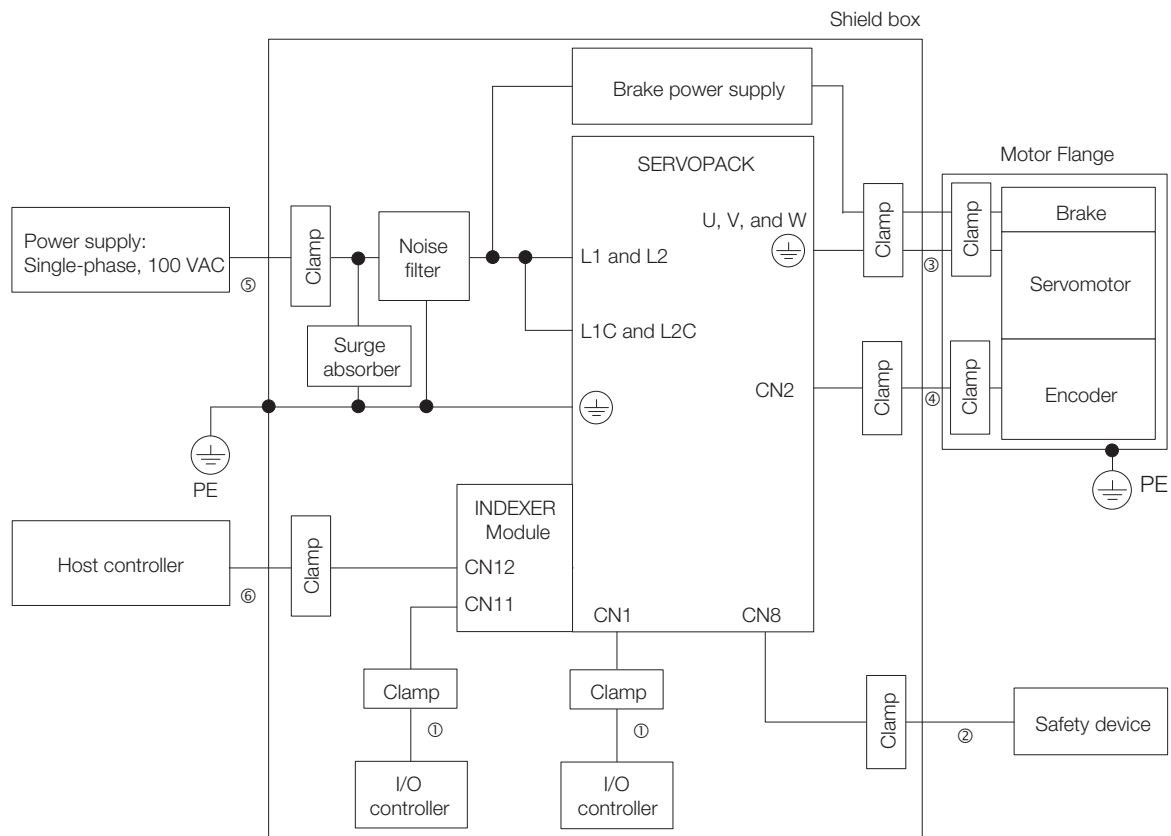 Shield box
Brake power supply
SERVOPACK
Motor Flange
Power supply:
Single-phase, 100 VAC
⑤
Clamp
Noise
filter
L1 and L2
U, V, and W
Clamp
③
Clamp
Brake
Servomotor
Surge
absorber
L1C and L2C
CN2
Clamp
④
Clamp
Encoder
PE
PE
INDEXER
Module
Host controller
⑥
Clamp
CN12
CN11
CN1
CN8
Clamp
①
I/O
controller
Clamp
①
I/O
controller
Clamp
②
Safety device